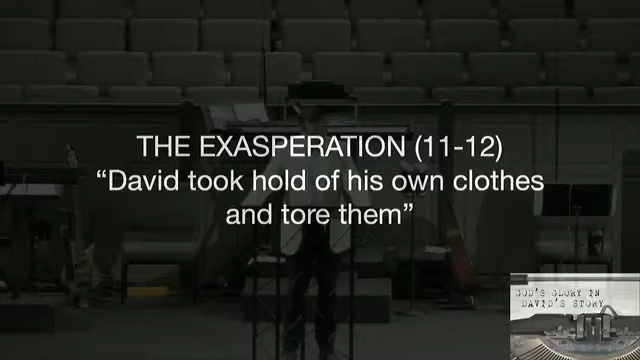 THE EXASPERATION (11-12)
“David took hold of his own clothes
and tore them”
GOD'S GLORY IN
DAVID'S STORY